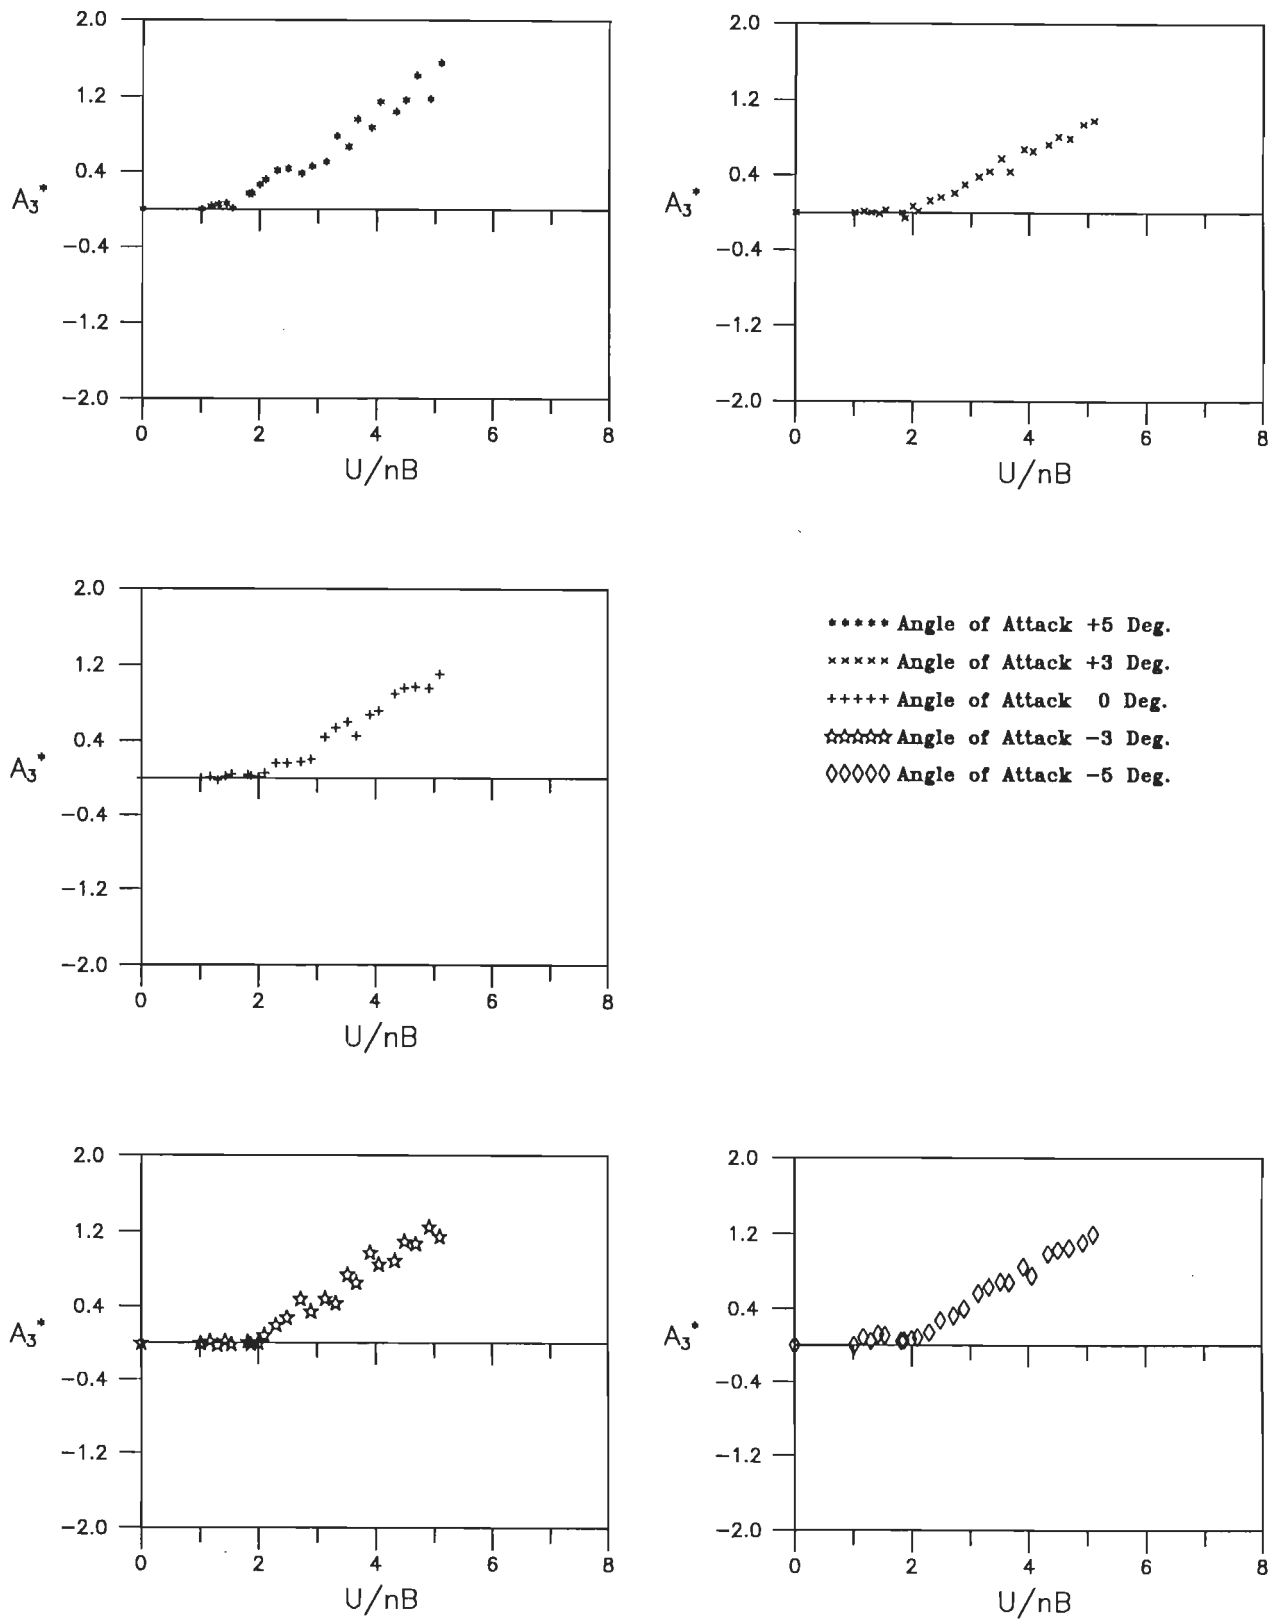 2.0
1.2
0.4
A₃*
−0.4
−1.2
−2.0
0 2 4 6 8
U/nB
2.0
1.2
0.4
A₃*
−0.4
−1.2
−2.0
0 2 4 6 8
U/nB
2.0
1.2
0.4
A₃*
−0.4
−1.2
−2.0
0 2 4 6 8
U/nB
Angle of Attack +5 Deg.
Angle of Attack +3 Deg.
Angle of Attack 0 Deg.
Angle of Attack −3 Deg.
Angle of Attack −5 Deg.
2.0
1.2
0.4
A₃*
−0.4
−1.2
−2.0
0 2 4 6 8
U/nB
2.0
1.2
0.4
A₃*
−0.4
−1.2
−2.0
0 2 4 6 8
U/nB